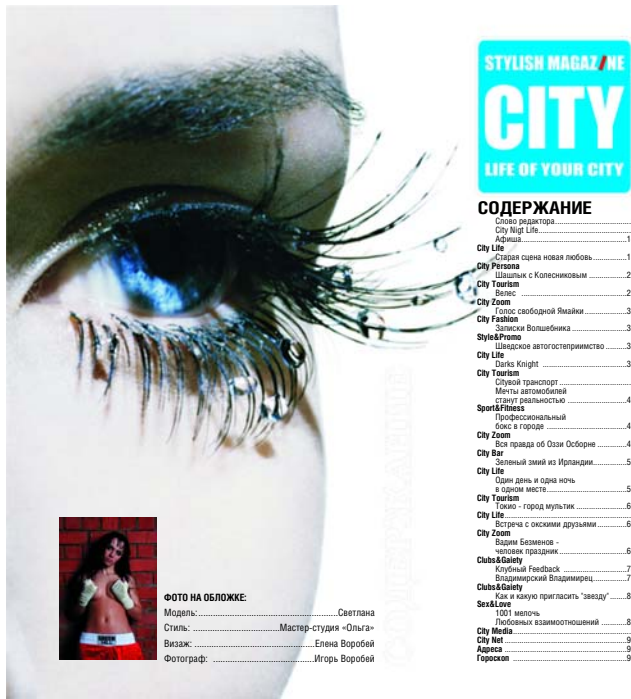 STYLISH MAGAZINE
CITY
LIFE OF YOUR CITY
СОДЕРЖАНИЕ
Слово редактора
City Nigt Life
Афиша 1
City Life
Старая сцена новая любовь 1
City Persona
Шашлык с Колесниковым 2
City Tourism
Велес 2
City Zoom
Голос свободной Ямайки 3
City Fashion
Записки Волшебника 3
Style&Promo
Шведское автогостеприимство 3
City Life
Darks Knight 3
City Tourism
Cityвой транспорт
Мечты автомобилей
станут реальностью 4
Sport&Fitness
Профессиональный
бокс в городе 4
City Zoom
Вся правда об Оззи Осборне 4
City Bar
Зеленый змий из Ирландии 5
City Life
Один день и одна ночь
в одном месте 5
City Tourism
Токио - город мультик 6
City Life
Встреча с окскими друзьями 6
City Zoom
Вадим Безменов -
человек праздник 6
Clubs&Gaiety
Клубный Feedback 7
Владимирский Владимирец 7
Clubs&Gaiety
Как и какую пригласить "звезду" 8
Sex&Love
1001 мелочь
Любовных взаимоотношений 8
City Media
City Net 9
Адреса 9
Гороскоп 9
СОДЕРЖАНИЕ
ФОТО НА ОБЛОЖКЕ:
Модель: Светлана
Стиль: Мастер-студия «Ольга»
Визаж: Елена Воробей
Фотограф: Игорь Воробей